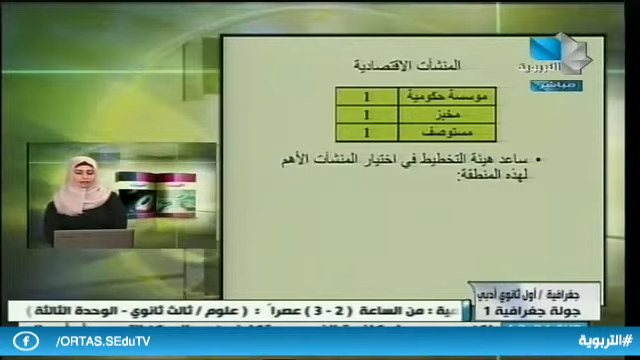 المنشآت الاقتصادية
التربوية
مباشر
مؤسسة حكومية 1
مخبز 1
مستوصف 1
• ساعد هيئة التخطيط في اختيار المنشآت الأهم
لهذه المنطقة:
جغرافية / أول ثانوي أدبي
جولة جغرافية 1
من الساعة (2 - 3) عصراً : ( علوم / ثالث ثانوي - الوحدة الثالثة )
/ORTAS.SEduTV
#التربوية